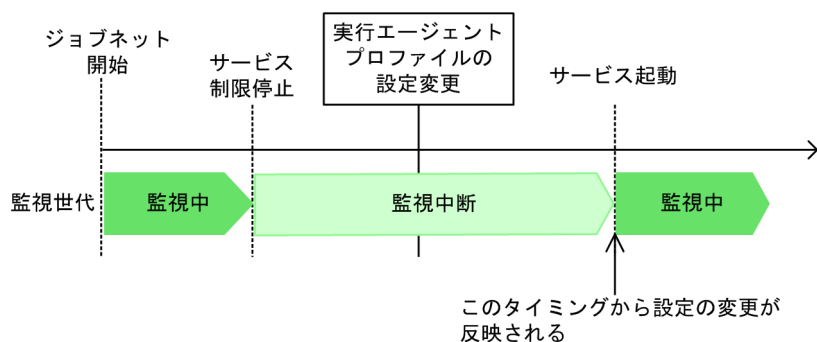 ジョブネット
開始
サービス
制限停止
実行エージェント
プロファイルの
設定変更
サービス起動
監視世代
監視中
監視中断
監視中
このタイミングから設定の変更が
反映される